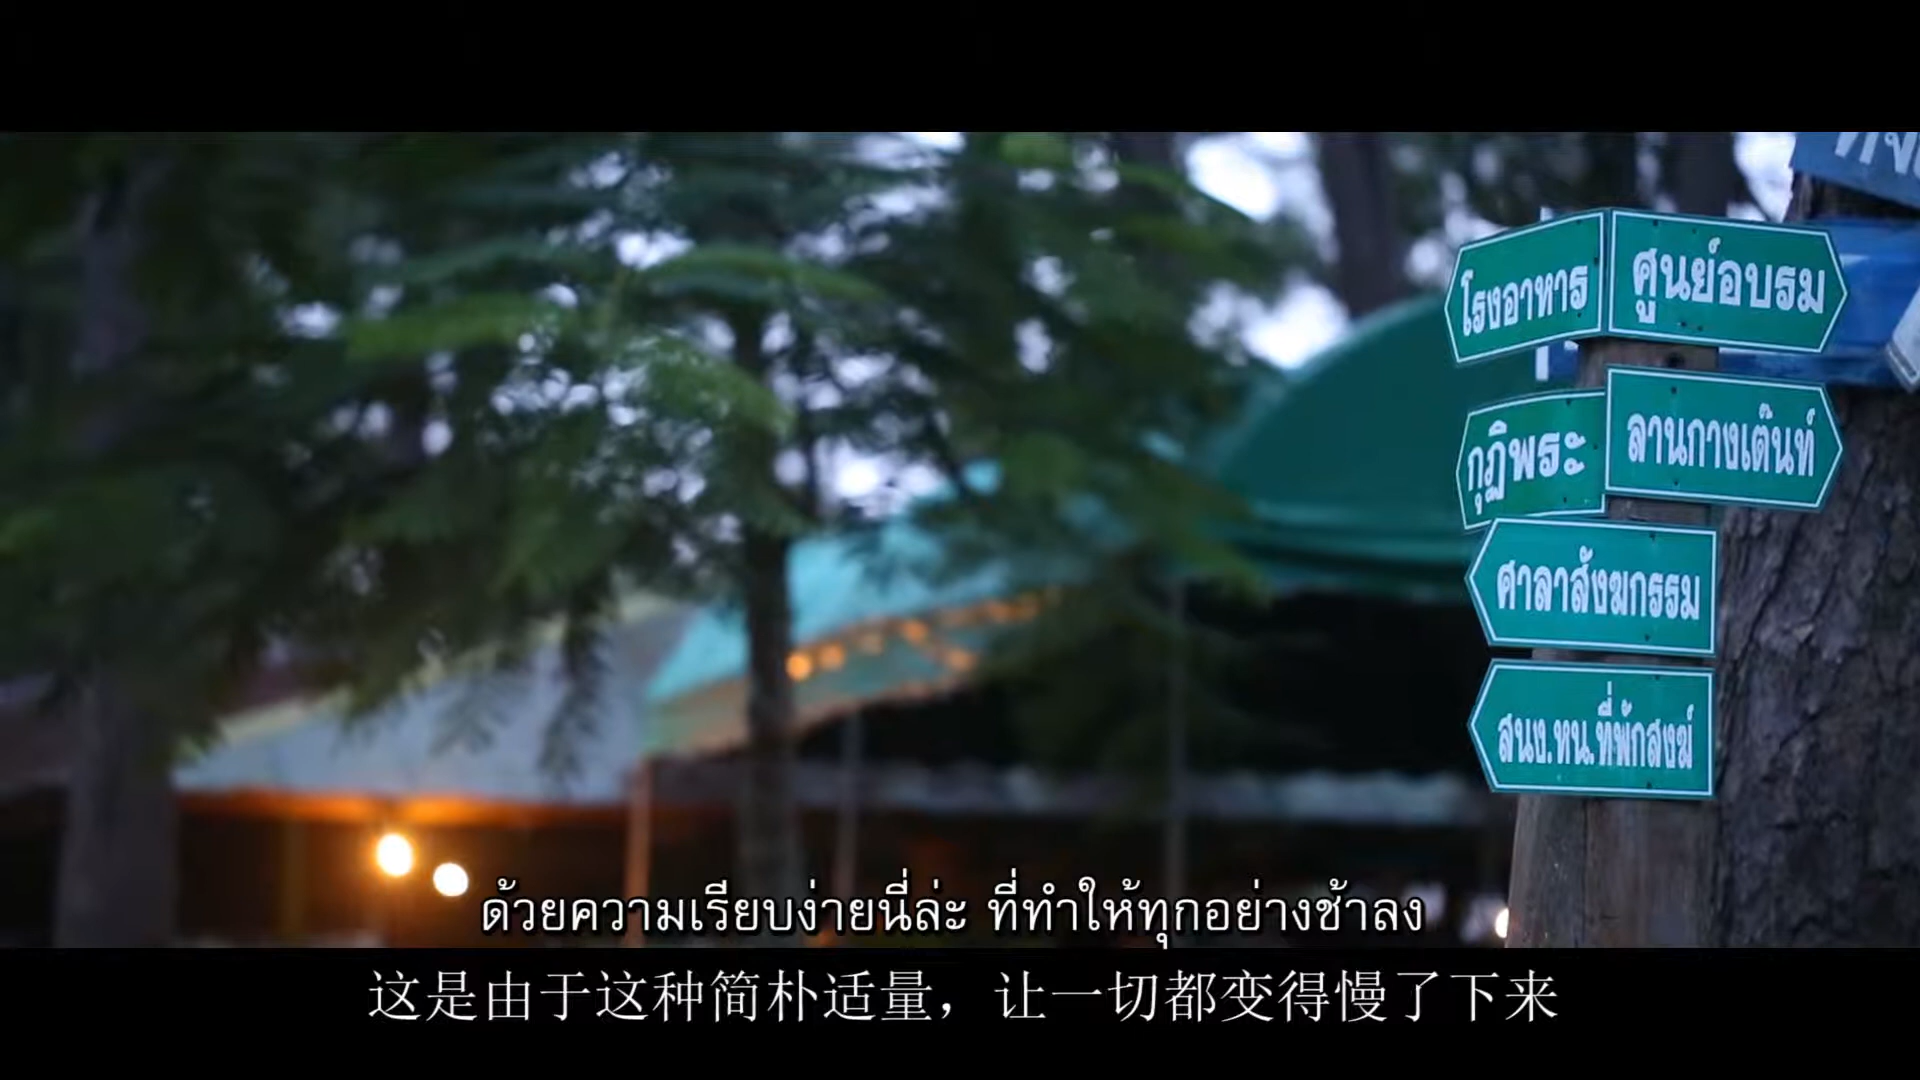 โรงอาหาร
ศูนย์อบรม
กุฏิพระ
ลานกางเต๊นท์
ศาลาสังฆกรรม
สนง.หน.ที่พักสงฆ์
ด้วยความเรียบง่ายนี่ล่ะ ที่ทำให้ทุกอย่างช้าลง
这是由于这种简朴适量，让一切都变得慢了下来